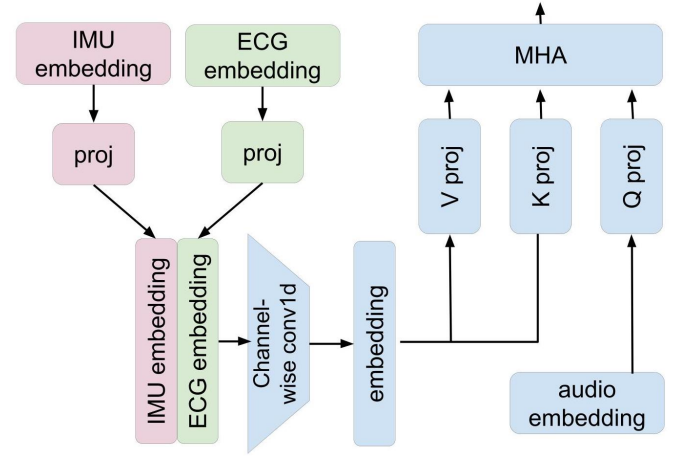 IMU
embedding
ECG
embedding
MHA
proj
proj
V proj
K proj
Q proj
IMU embedding
ECG embedding
Channel-
wise conv1d
embedding
audio
embedding